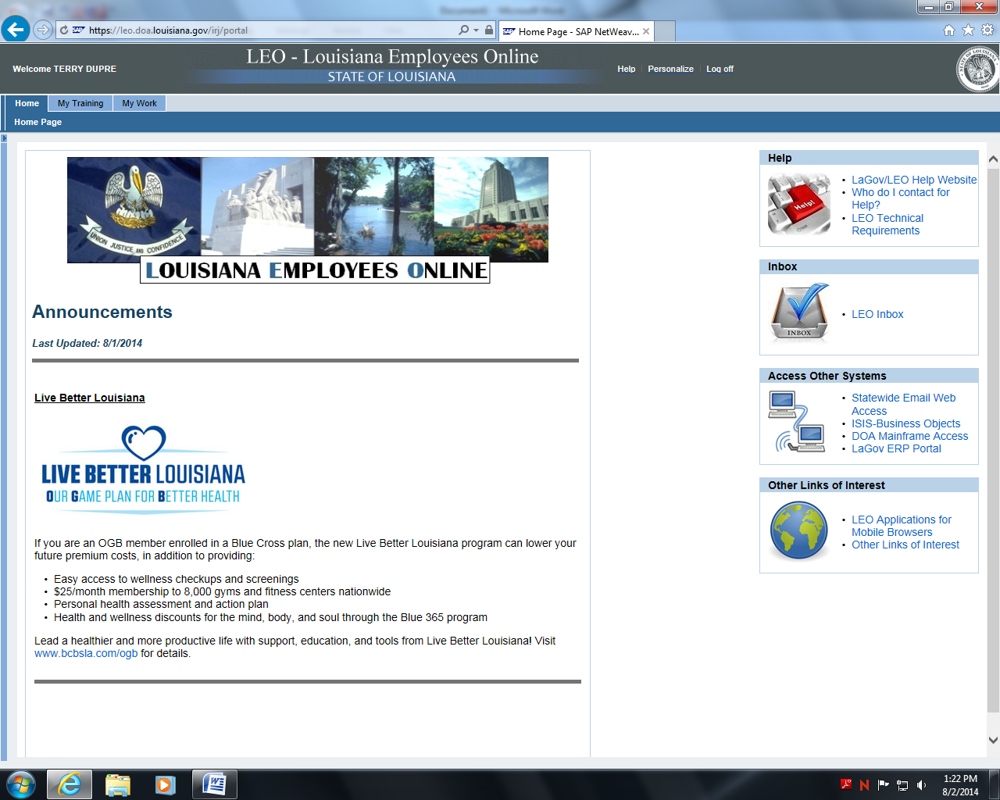 Document1 - Microsoft Word
https://leo.doa.louisiana.gov/irj/portal
SAP Home Page - SAP NetWeav...
Welcome TERRY DUPRE
LEO - Louisiana Employees Online
STATE OF LOUISIANA
Help
Personalize
Log off
Home
My Training
My Work
Home Page
UNION JUSTICE AND CONFIDENCE
LOUISIANA EMPLOYEES ONLINE
Announcements
Last Updated: 8/1/2014
Live Better Louisiana
LIVE BETTER LOUISIANA
OUR GAME PLAN FOR BETTER HEALTH
If you are an OGB member enrolled in a Blue Cross plan, the new Live Better Louisiana program can lower your
future premium costs, in addition to providing:
• Easy access to wellness checkups and screenings
• $25/month membership to 8,000 gyms and fitness centers nationwide
• Personal health assessment and action plan
• Health and wellness discounts for the mind, body, and soul through the Blue 365 program
Lead a healthier and more productive life with support, education, and tools from Live Better Louisiana! Visit
www.bcbsla.com/ogb for details.
Help
Help!
• LaGov/LEO Help Website
• Who do I contact for
Help?
• LEO Technical
Requirements
Inbox
INBOX
• LEO Inbox
Access Other Systems
• Statewide Email Web
Access
• ISIS-Business Objects
• DOA Mainframe Access
• LaGov ERP Portal
Other Links of Interest
• LEO Applications for
Mobile Browsers
• Other Links of Interest
1:22 PM
8/2/2014